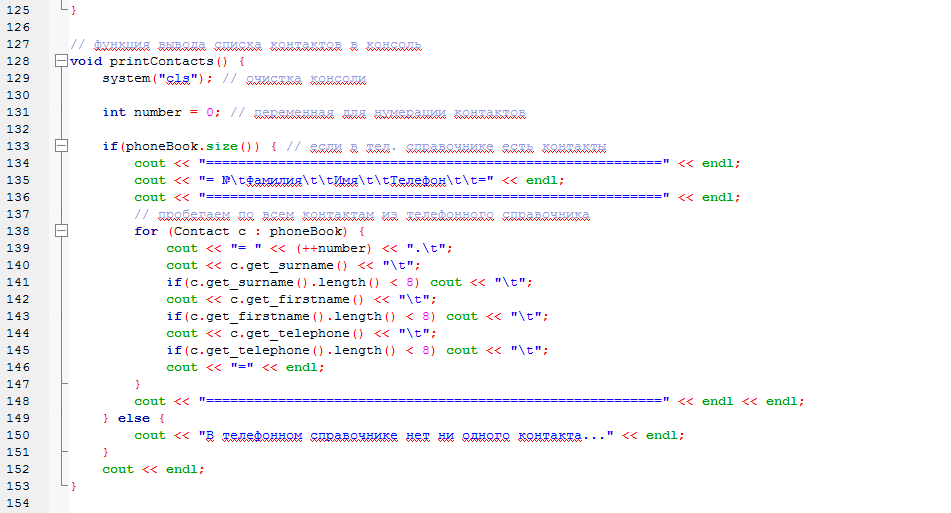 125 }
126
127 // функция вывода списка контактов в консоль
128 void printContacts() {
129     system("cls"); // очистка консоли
130
131     int number = 0; // переменная для нумерации контактов
132
133     if(phoneBook.size()) { // если в тел. справочнике есть контакты
134         cout << "=========================================================" << endl;
135         cout << "= №\tФамилия\t\tИмя\t\tТелефон\t\t=" << endl;
136         cout << "=========================================================" << endl;
137         // пробегаем по всем контактам из телефонного справочника
138         for (Contact c : phoneBook) {
139             cout << "= " << (++number) << ".\t";
140             cout << c.get_surname() << "\t";
141             if(c.get_surname().length() < 8) cout << "\t";
142             cout << c.get_firstname() << "\t";
143             if(c.get_firstname().length() < 8) cout << "\t";
144             cout << c.get_telephone() << "\t";
145             if(c.get_telephone().length() < 8) cout << "\t";
146             cout << "=" << endl;
147         }
148         cout << "=========================================================" << endl << endl;
149     } else {
150         cout << "В телефонном справочнике нет ни одного контакта..." << endl;
151     }
152     cout << endl;
153 }
154